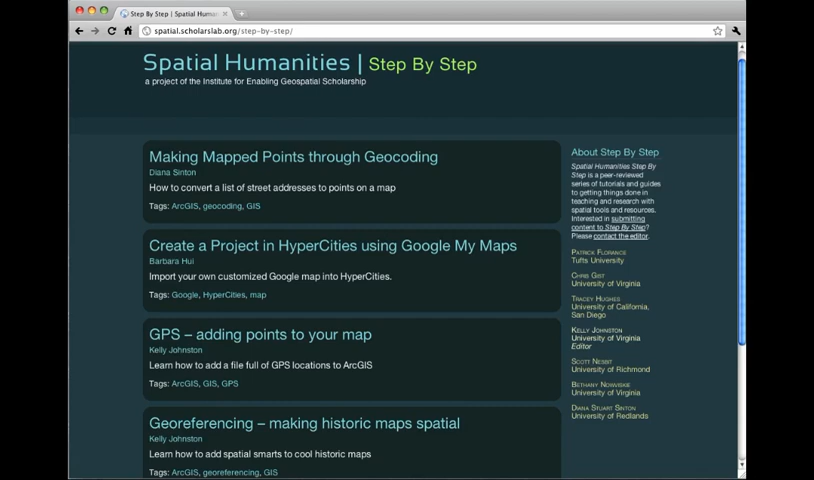 Step By Step | Spatial Human
spatial.scholarslab.org/step-by-step/
Spatial Humanities | Step By Step
a project of the Institute for Enabling Geospatial Scholarship
Making Mapped Points through Geocoding
Diana Sinton
How to convert a list of street addresses to points on a map
Tags: ArcGIS, geocoding, GIS
Create a Project in HyperCities using Google My Maps
Barbara Hui
Import your own customized Google map into HyperCities.
Tags: Google, HyperCities, map
GPS – adding points to your map
Kelly Johnston
Learn how to add a file full of GPS locations to ArcGIS
Tags: ArcGIS, GIS, GPS
Georeferencing – making historic maps spatial
Kelly Johnston
Learn how to add spatial smarts to cool historic maps
Tags: ArcGIS, georeferencing, GIS
About Step By Step
Spatial Humanities Step By
Step is a peer-reviewed
series of tutorials and guides
to getting things done in
teaching and research with
spatial tools and resources.
Interested in submitting
content to Step By Step?
Please contact the editor.
Patrick Florance
Tufts University
Chris Gist
University of Virginia
Tracey Hughes
University of California,
San Diego
Kelly Johnston
University of Virginia
Editor
Scott Nesbit
University of Richmond
Bethany Nowviskie
University of Virginia
Diana Stuart Sinton
University of Redlands